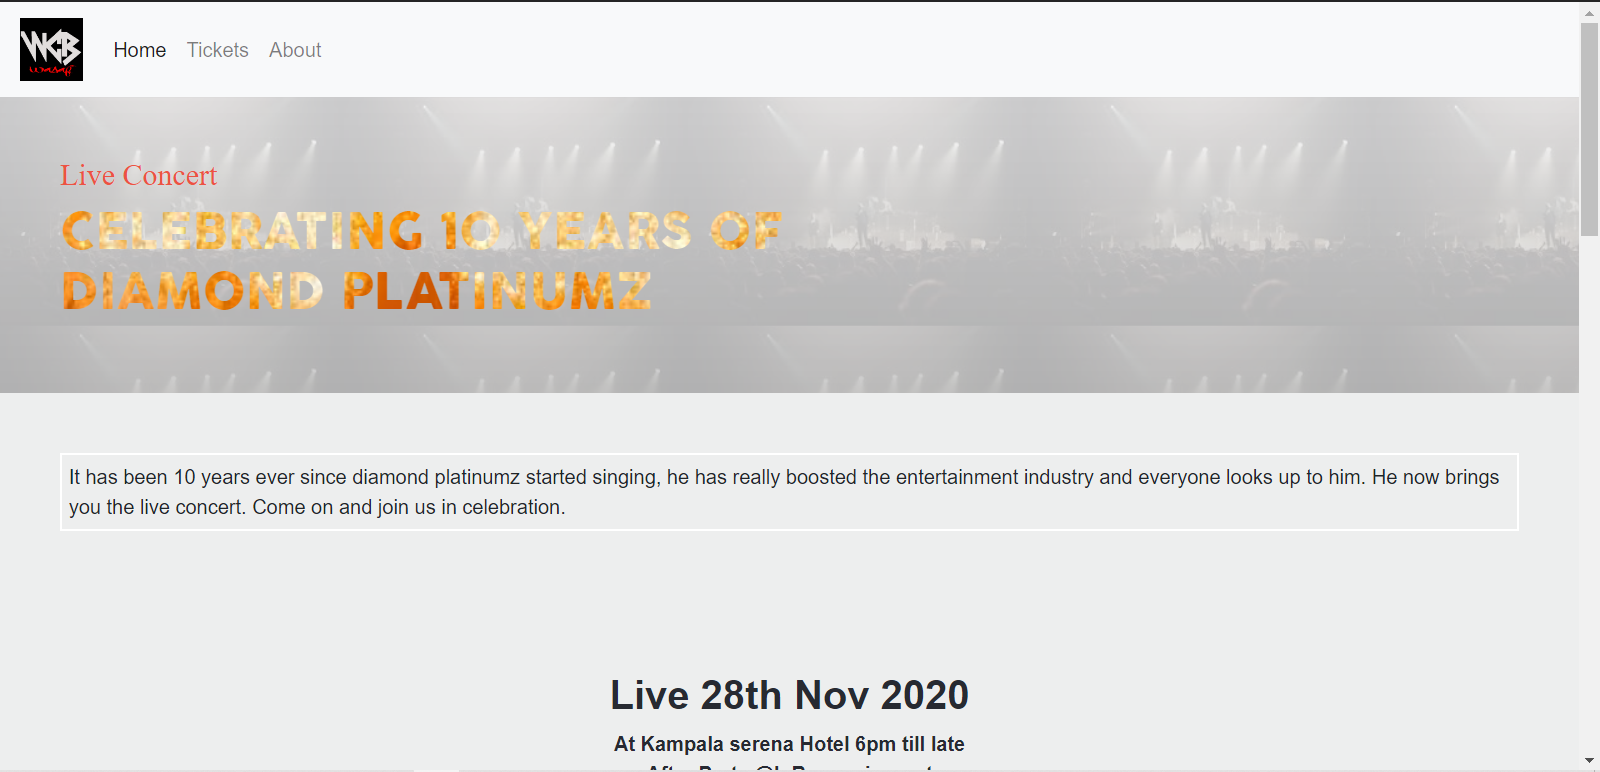 WCB
Home Tickets About
Live Concert
CELEBRATING 10 YEARS OF
DIAMOND PLATINUMZ
It has been 10 years ever since diamond platinumz started singing, he has really boosted the entertainment industry and everyone looks up to him. He now brings
you the live concert. Come on and join us in celebration.
Live 28th Nov 2020
At Kampala serena Hotel 6pm till late